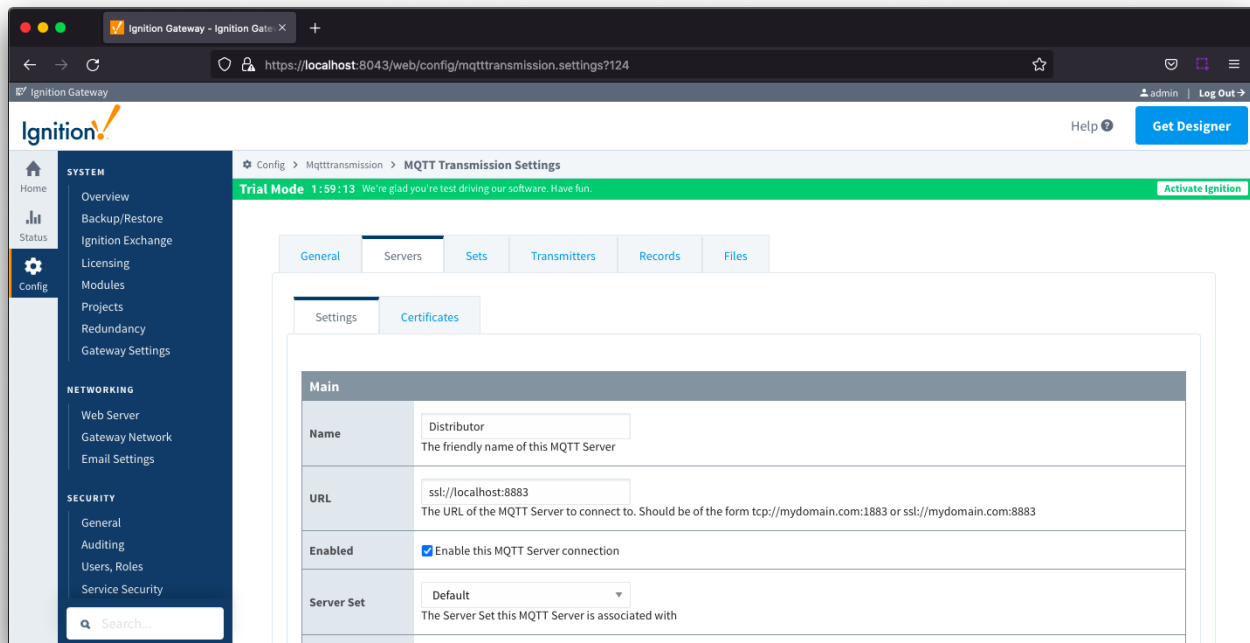 Ignition Gateway - Ignition Gate
https://localhost:8043/web/config/mqtttransmission.settings?124
Ignition Gateway
admin | Log Out
Ignition!
Help
Get Designer
Home
Status
Config
SYSTEM
Overview
Backup/Restore
Ignition Exchange
Licensing
Modules
Projects
Redundancy
Gateway Settings
NETWORKING
Web Server
Gateway Network
Email Settings
SECURITY
General
Auditing
Users, Roles
Service Security
Search...
Config > Mqtttransmission > MQTT Transmission Settings
Trial Mode 1:59:13 We're glad you're test driving our software. Have fun.
Activate Ignition
General Servers Sets Transmitters Records Files
Settings Certificates
Main
Name
Distributor
The friendly name of this MQTT Server
URL
ssl://localhost:8883
The URL of the MQTT Server to connect to. Should be of the form tcp://mydomain.com:1883 or ssl://mydomain.com:8883
Enabled
Enable this MQTT Server connection
Server Set
Default
The Server Set this MQTT Server is associated with